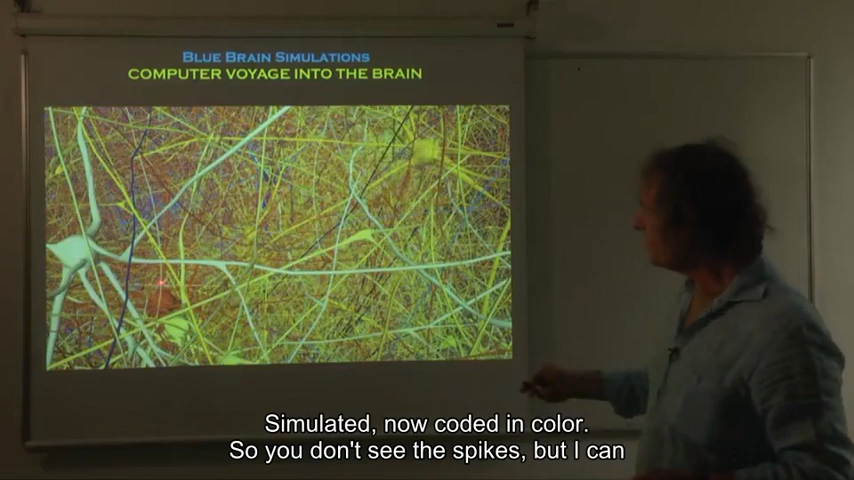 BLUE BRAIN SIMULATIONS
COMPUTER VOYAGE INTO THE BRAIN
Simulated, now coded in color.
So you don't see the spikes, but I can